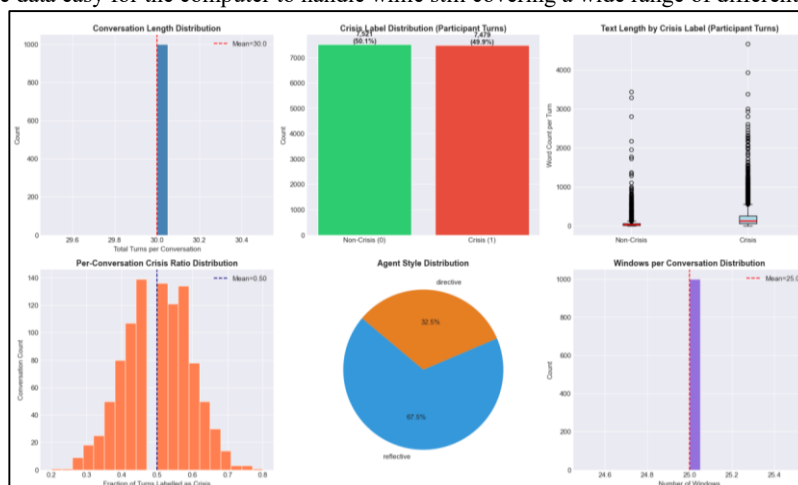 e data easy for the computer to handle while still covering a wide range of different
Conversation Length Distribution
Mean=30.0
1000
800
600
400
200
0
Count
29.6
29.8
30.0
30.2
30.4
Total Turns per Conversation
Crisis Label Distribution (Participant Turns)
7,521
(50.1%)
7,479
(49.9%)
7000
6000
5000
4000
3000
2000
1000
0
Count
Non-Crisis (0)
Crisis (1)
Text Length by Crisis Label (Participant Turns)
4000
3000
2000
1000
0
Word Count per Turn
Non-Crisis
Crisis
Per-Conversation Crisis Ratio Distribution
Mean=0.50
140
120
100
80
60
40
20
0
Conversation Count
0.2
0.3
0.4
0.5
0.6
0.7
0.8
Fraction of Turns Labelled as Crisis
Agent Style Distribution
directive
32.5%
67.5%
reflective
Windows per Conversation Distribution
Mean=25.0
1000
800
600
400
200
0
Count
24.6
24.8
25.0
25.2
25.4
Number of Windows